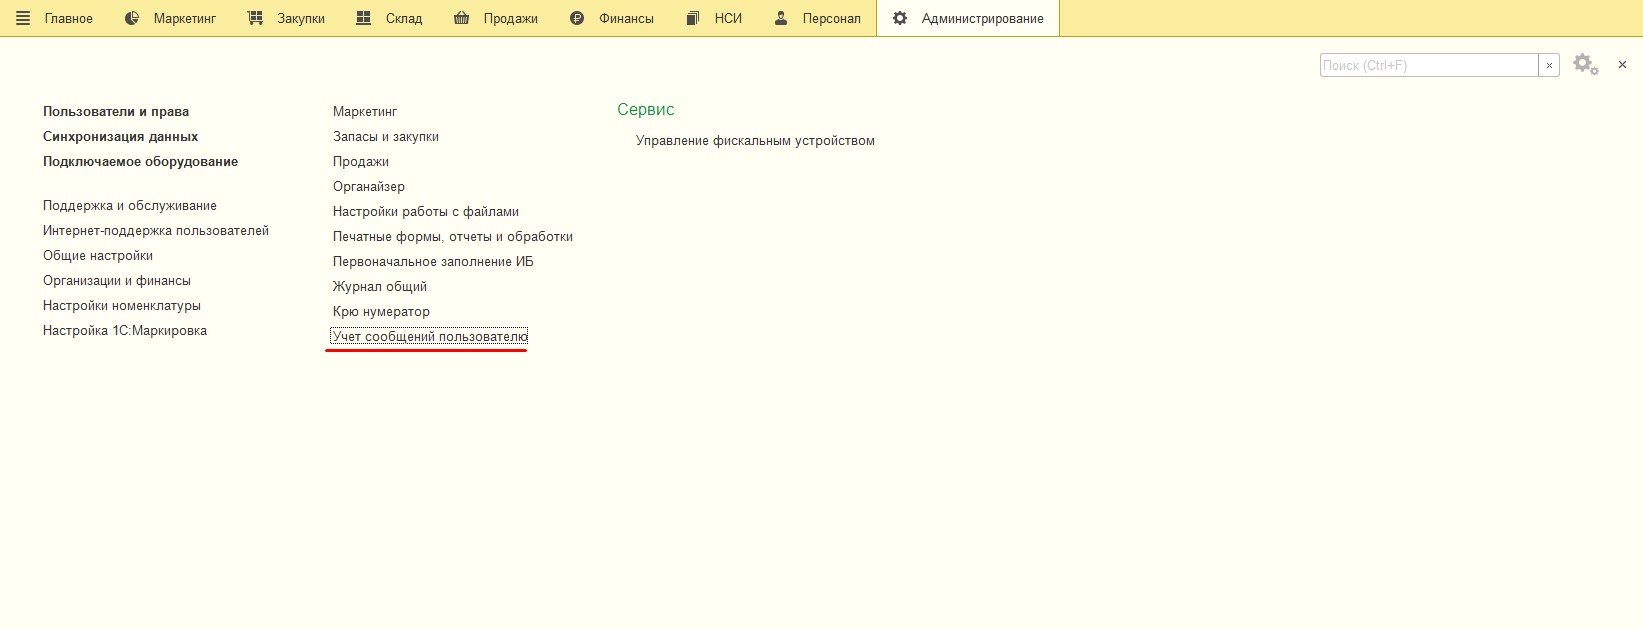 Главное Маркетинг Закупки Склад Продажи Финансы НСИ Персонал Администрирование
Поиск (Ctrl+F)
Пользователи и права
Синхронизация данных
Подключаемое оборудование
Поддержка и обслуживание
Интернет-поддержка пользователей
Общие настройки
Организации и финансы
Настройки номенклатуры
Настройка 1С:Маркировка
Маркетинг
Запасы и закупки
Продажи
Органайзер
Настройки работы с файлами
Печатные формы, отчеты и обработки
Первоначальное заполнение ИБ
Журнал общий
Крю нумератор
Учет сообщений пользователю
Сервис
Управление фискальным устройством